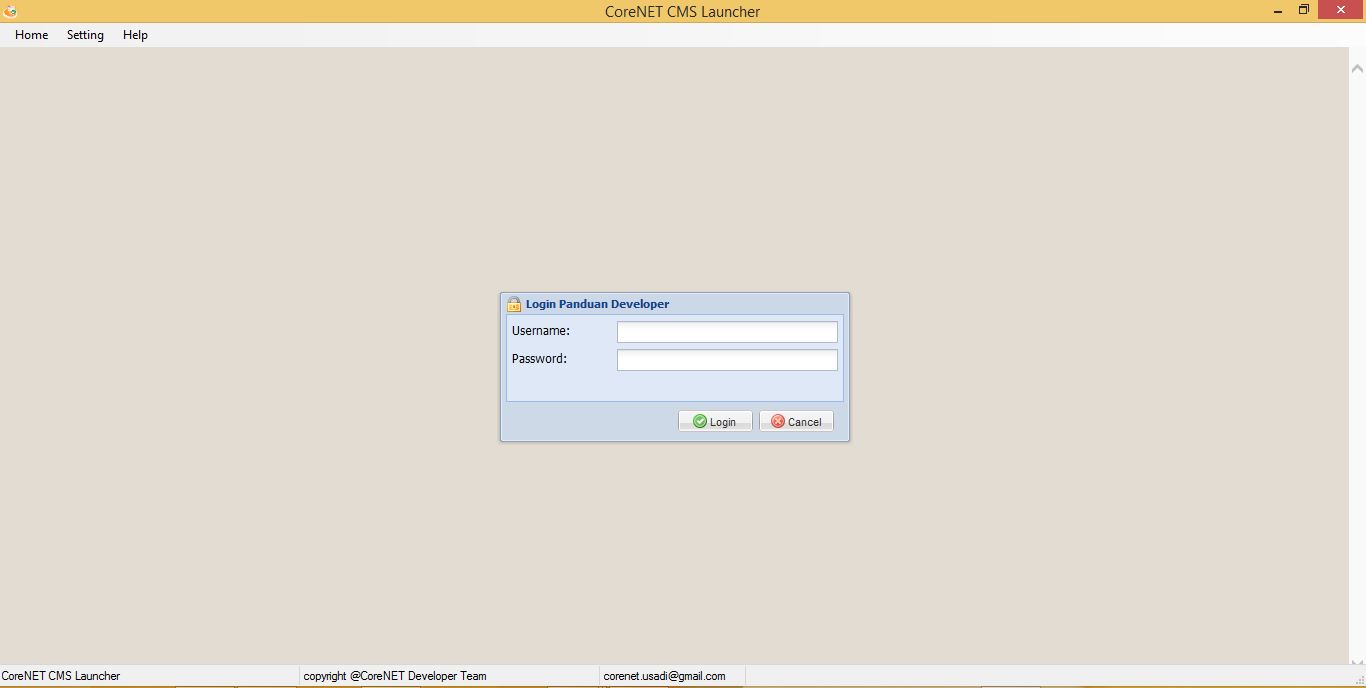 CoreNET CMS Launcher
Home Setting Help
Login Panduan Developer
Username:
Password:
Login Cancel
CoreNET CMS Launcher copyright @CoreNET Developer Team corenet.usadi@gmail.com